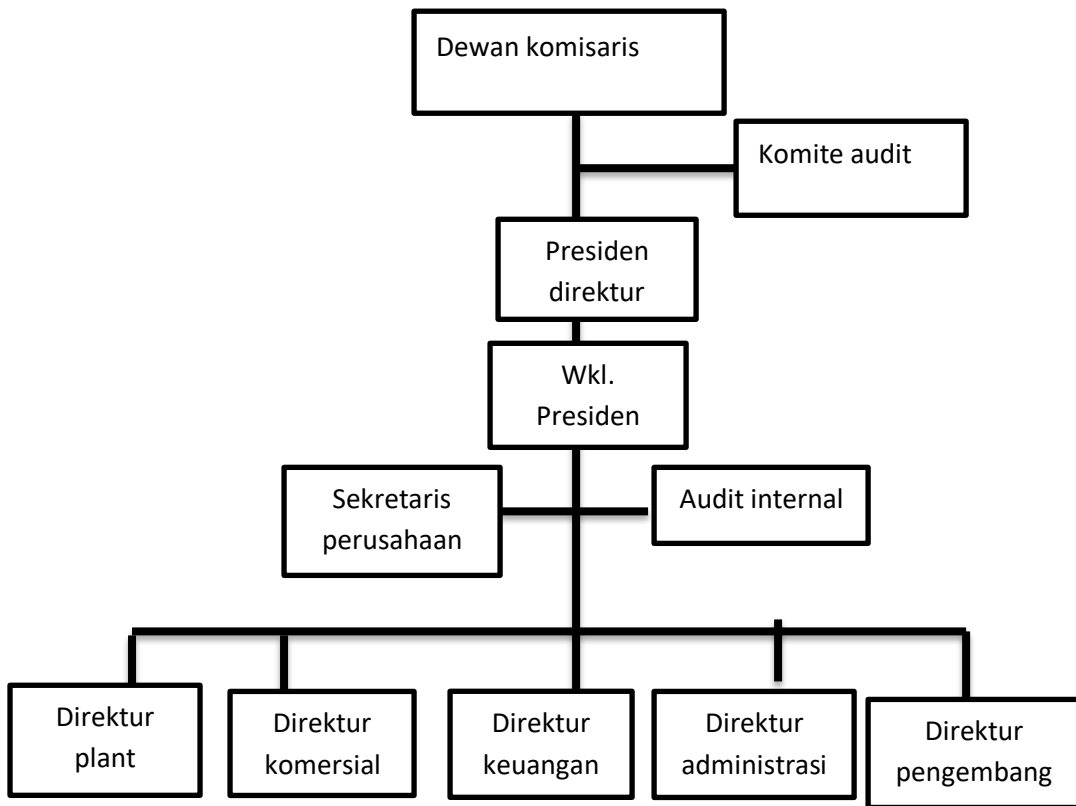 Dewan komisaris
Komite audit
Presiden
direktur
Wkl.
Presiden
Sekretaris
perusahaan
Audit internal
Direktur
plant
Direktur
komersial
Direktur
keuangan
Direktur
administrasi
Direktur
pengembang